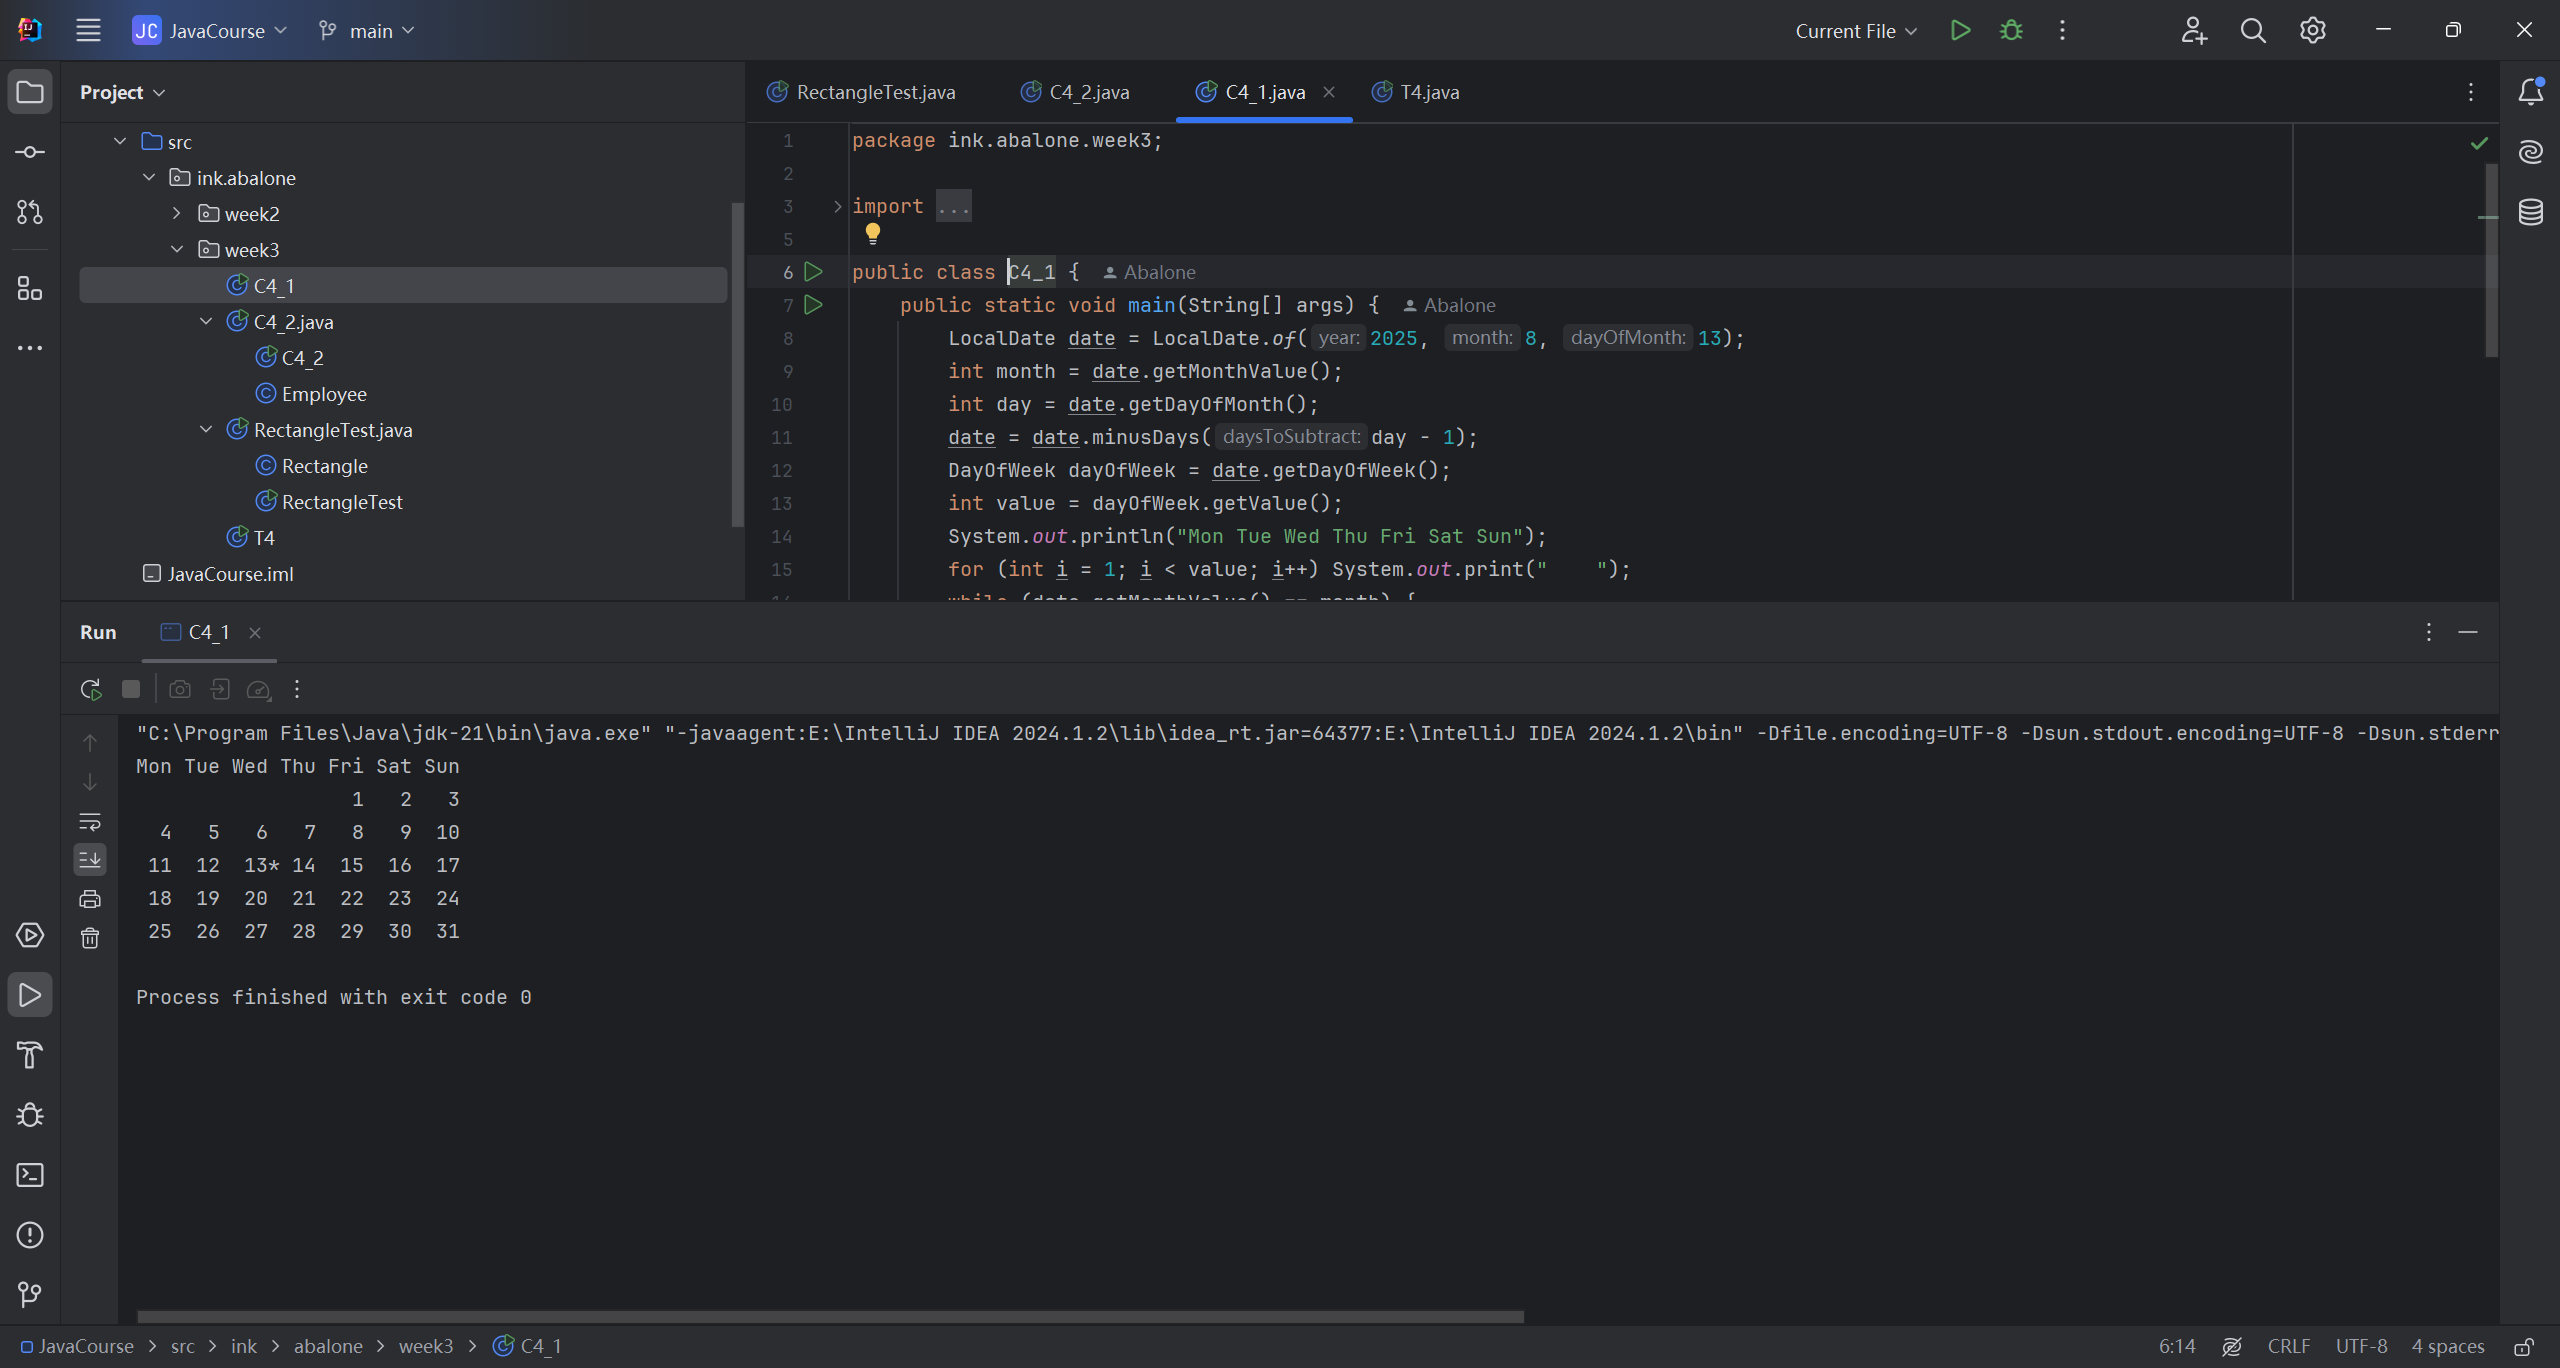 JC JavaCourse main Current File
Project
src
ink.abalone
week2
week3
C4_1
C4_2.java
C4_2
Employee
RectangleTest.java
Rectangle
RectangleTest
T4
JavaCourse.iml
RectangleTest.java C4_2.java C4_1.java T4.java
1 package ink.abalone.week3;
2
3 import ...
5
6 public class C4_1 { Abalone
7 public static void main(String[] args) { Abalone
8 LocalDate date = LocalDate.of( year: 2025, month: 8, dayOfMonth: 13);
9 int month = date.getMonthValue();
10 int day = date.getDayOfMonth();
11 date = date.minusDays( daysToSubtract: day - 1);
12 DayOfWeek dayOfWeek = date.getDayOfWeek();
13 int value = dayOfWeek.getValue();
14 System.out.println("Mon Tue Wed Thu Fri Sat Sun");
15 for (int i = 1; i < value; i++) System.out.print("    ");
Run C4_1
"C:\Program Files\Java\jdk-21\bin\java.exe" "-javaagent:E:\IntelliJ IDEA 2024.1.2\lib\idea_rt.jar=64377:E:\IntelliJ IDEA 2024.1.2\bin" -Dfile.encoding=UTF-8 -Dsun.stdout.encoding=UTF-8 -Dsun.stderr
Mon Tue Wed Thu Fri Sat Sun
1 2 3
4 5 6 7 8 9 10
11 12 13* 14 15 16 17
18 19 20 21 22 23 24
25 26 27 28 29 30 31
Process finished with exit code 0
JavaCourse > src > ink > abalone > week3 > C4_1 6:14 CRLF UTF-8 4 spaces